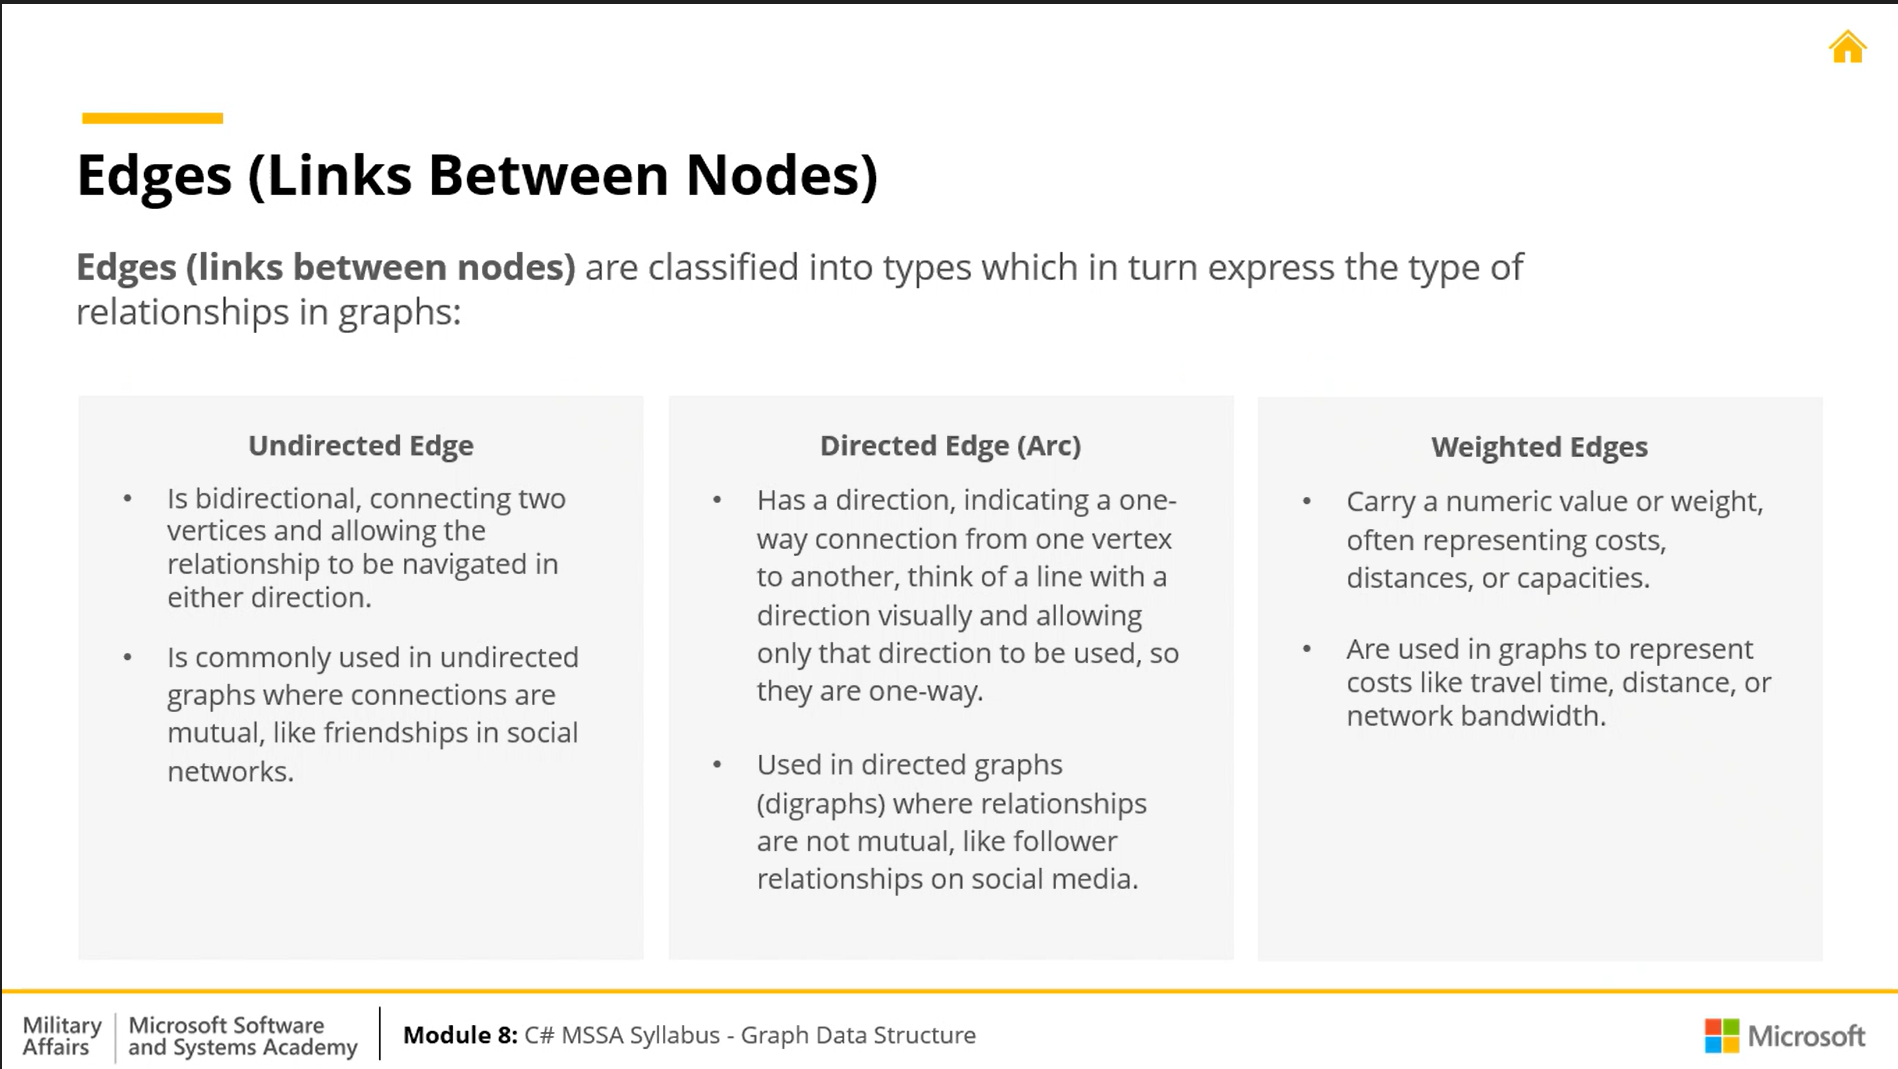 Edges (Links Between Nodes)
Edges (links between nodes) are classified into types which in turn express the type of
relationships in graphs:
Undirected Edge
• Is bidirectional, connecting two
vertices and allowing the
relationship to be navigated in
either direction.
• Is commonly used in undirected
graphs where connections are
mutual, like friendships in social
networks.
Directed Edge (Arc)
• Has a direction, indicating a one-
way connection from one vertex
to another, think of a line with a
direction visually and allowing
only that direction to be used, so
they are one-way.
• Used in directed graphs
(digraphs) where relationships
are not mutual, like follower
relationships on social media.
Weighted Edges
• Carry a numeric value or weight,
often representing costs,
distances, or capacities.
• Are used in graphs to represent
costs like travel time, distance, or
network bandwidth.
Military
Affairs
Microsoft Software
and Systems Academy
Module 8: C# MSSA Syllabus - Graph Data Structure
Microsoft